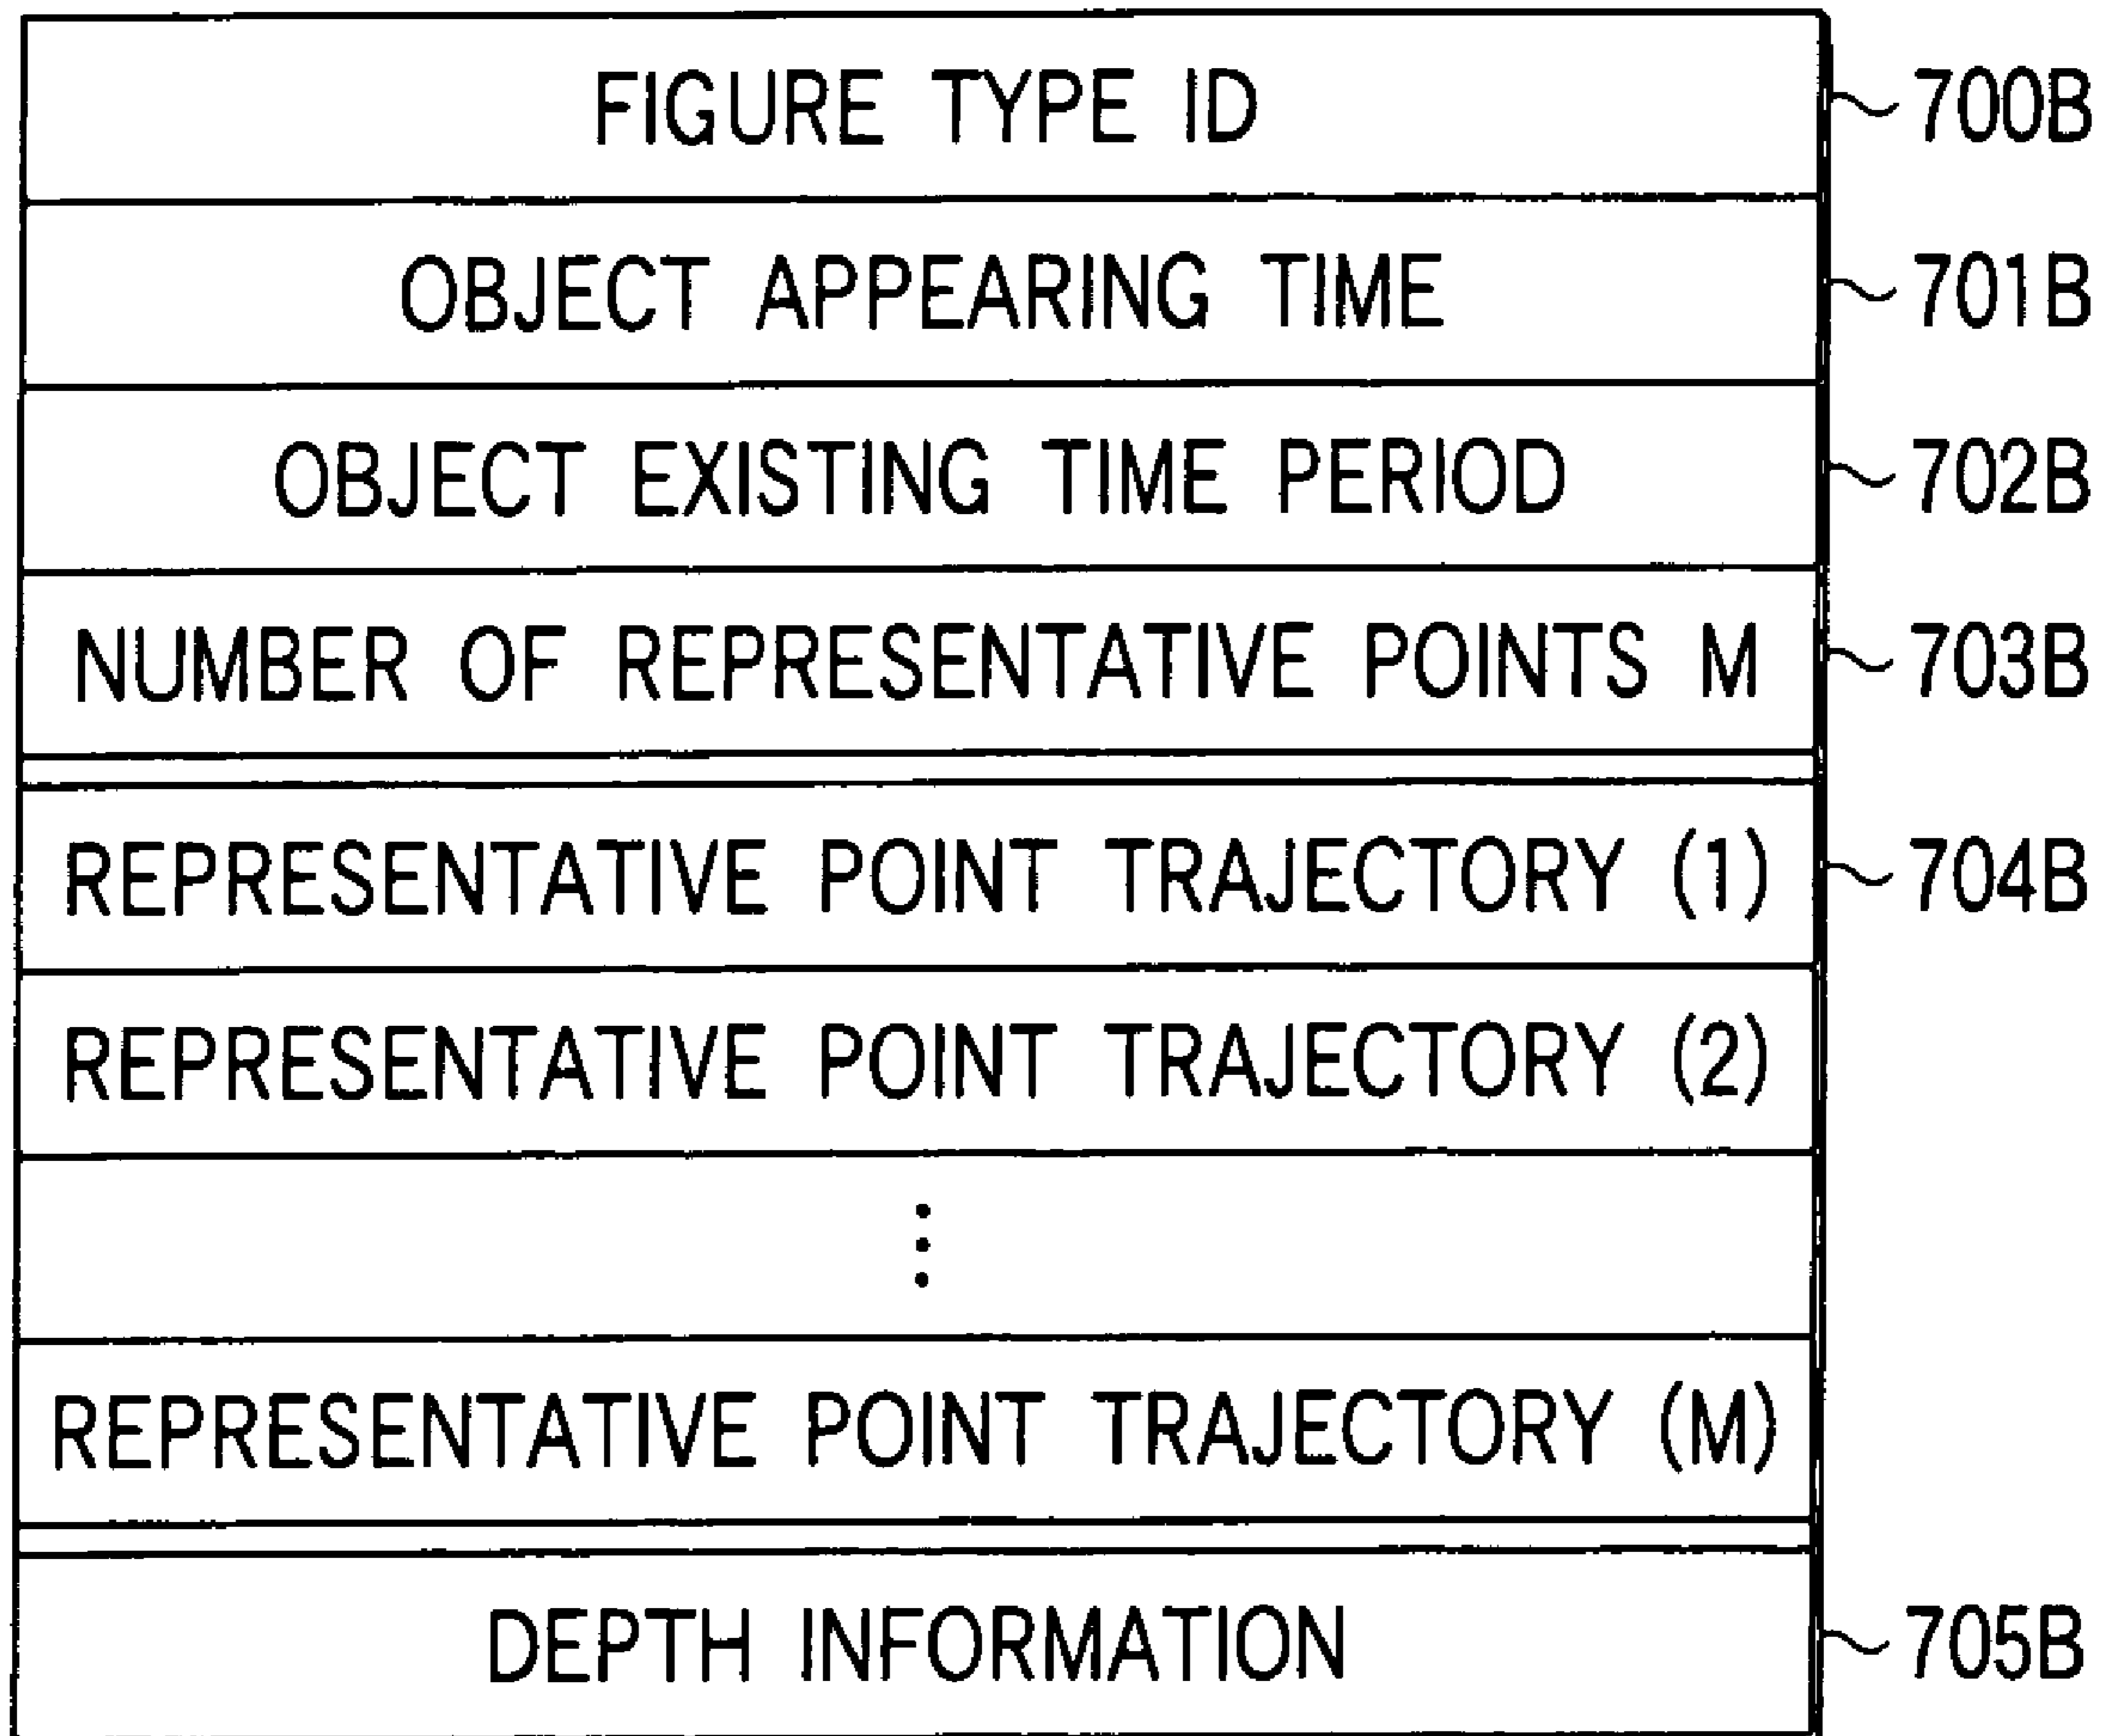 FIGURE TYPE ID 700B
OBJECT APPEARING TIME 701B
OBJECT EXISTING TIME PERIOD 702B
NUMBER OF REPRESENTATIVE POINTS M 703B
REPRESENTATIVE POINT TRAJECTORY (1) 704B
REPRESENTATIVE POINT TRAJECTORY (2)
⋮
REPRESENTATIVE POINT TRAJECTORY (M)
DEPTH INFORMATION 705B